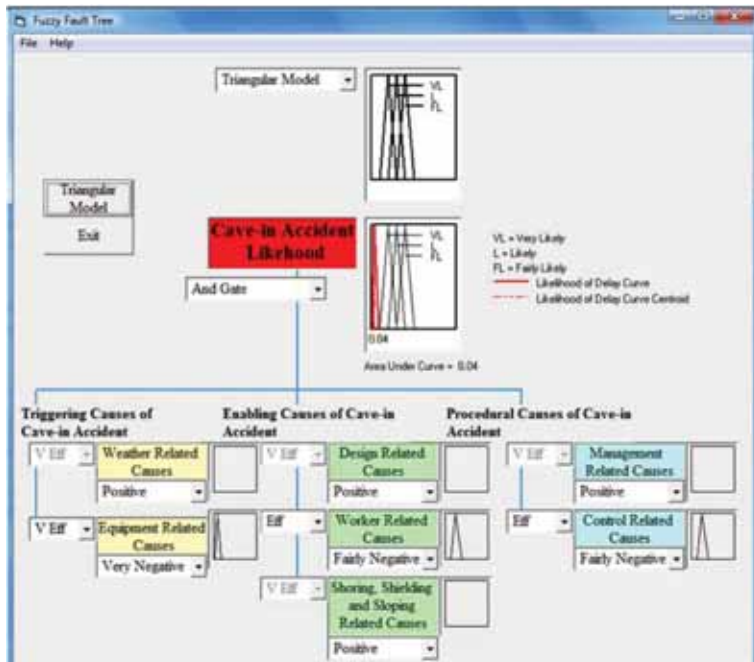 Fuzzy Fault Tree
File Help
Triangular Model
VL
L
FL
Triangular
Model
Exit
Cave-in Accident
Likehood
And Gate
VL
L
FL
0.04
VL = Very Likely
L = Likely
FL = Fairly Likely
Likelihood of Delay Curve
Likelihood of Delay Curve Centroid
Area Under Curve = 0.04
Triggering Causes of
Cave-in Accident
Enabling Causes of Cave-in
Accident
Procedural Causes of Cave-in
Accident
V Eff
Weather Related
Causes
Positive
V Eff
Design Related
Causes
Positive
V Eff
Management
Related Causes
Positive
V Eff
Equipment Related
Causes
Very Negative
Eff
Worker Related
Causes
Fairly Negative
Eff
Control Related
Causes
Fairly Negative
V Eff
Shoring, Shielding
and Sloping
Related Causes
Positive